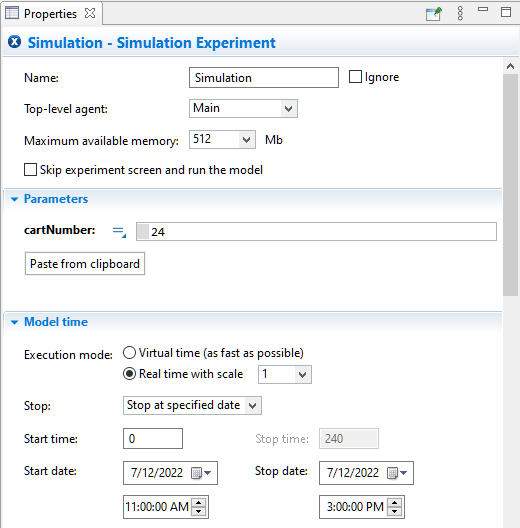 Properties
Simulation - Simulation Experiment
Name: Simulation Ignore
Top-level agent: Main
Maximum available memory: 512 Mb
Skip experiment screen and run the model
Parameters
cartNumber: 24
Paste from clipboard
Model time
Execution mode: Virtual time (as fast as possible)
Real time with scale 1
Stop: Stop at specified date
Start time: 0 Stop time: 240
Start date: 7/12/2022 Stop date: 7/12/2022
11:00:00 AM 3:00:00 PM